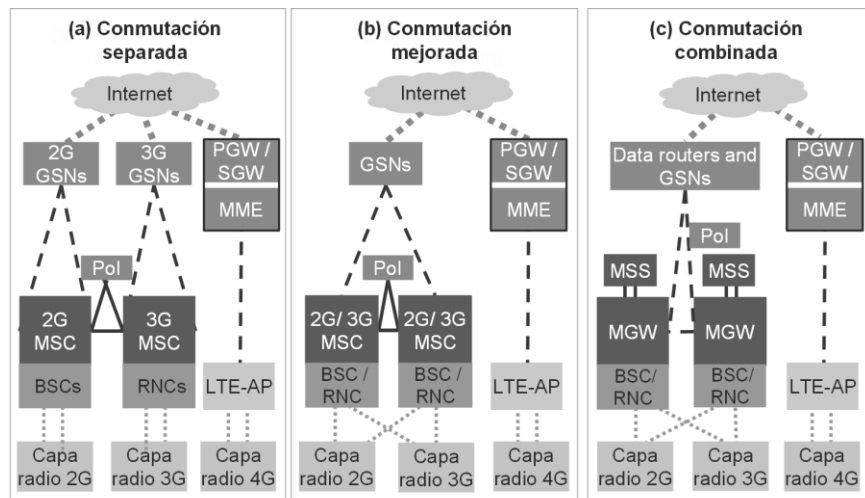 (a) Conmutación
separada
Internet
2G
GSNs
3G
GSNs
PGW /
SGW
MME
PoI
2G
MSC
3G
MSC
BSCs
RNCs
LTE-AP
Capa
radio 2G
Capa
radio 3G
Capa
radio 4G
(b) Conmutación
mejorada
Internet
GSNs
PGW /
SGW
MME
PoI
2G/ 3G
MSC
2G/ 3G
MSC
BSC /
RNC
BSC /
RNC
LTE-AP
Capa
radio 2G
Capa
radio 3G
Capa
radio 4G
(c) Conmutación
combinada
Internet
Data routers and
GSNs
PGW /
SGW
MME
PoI
MSS
MSS
MGW
MGW
BSC/
RNC
BSC/
RNC
LTE-AP
Capa
radio 2G
Capa
radio 3G
Capa
radio 4G